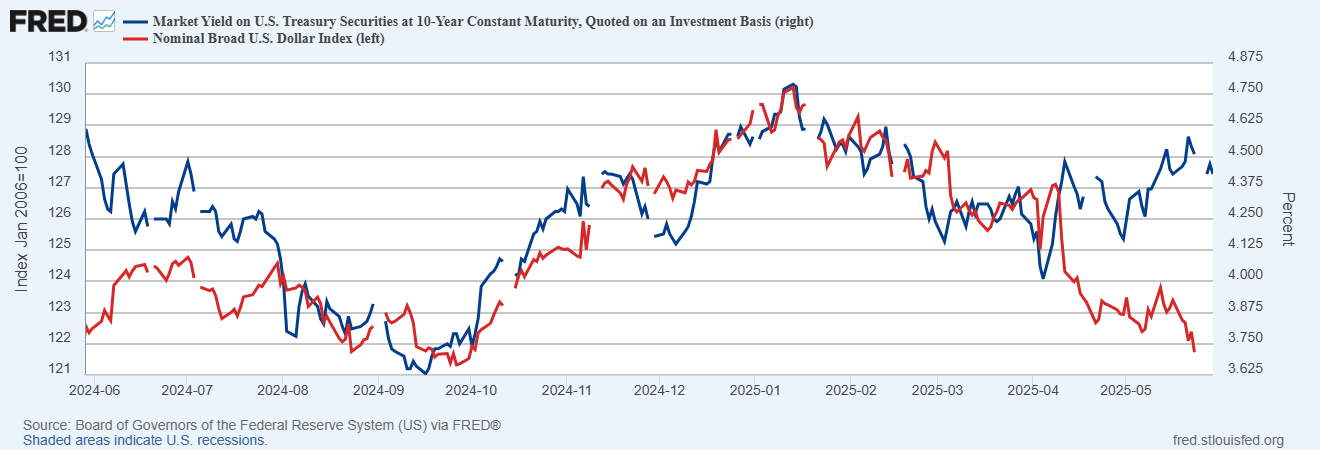 FRED
Market Yield on U.S. Treasury Securities at 10-Year Constant Maturity, Quoted on an Investment Basis (right)
Nominal Broad U.S. Dollar Index (left)
131
130
129
128
127
126
125
124
123
122
121
Index Jan 2006=100
4.875
4.750
4.625
4.500
4.375
4.250
4.125
4.000
3.875
3.750
3.625
Percent
2024-06 2024-07 2024-08 2024-09 2024-10 2024-11 2024-12 2025-01 2025-02 2025-03 2025-04 2025-05
Source: Board of Governors of the Federal Reserve System (US) via FRED®
Shaded areas indicate U.S. recessions.
fred.stlouisfed.org